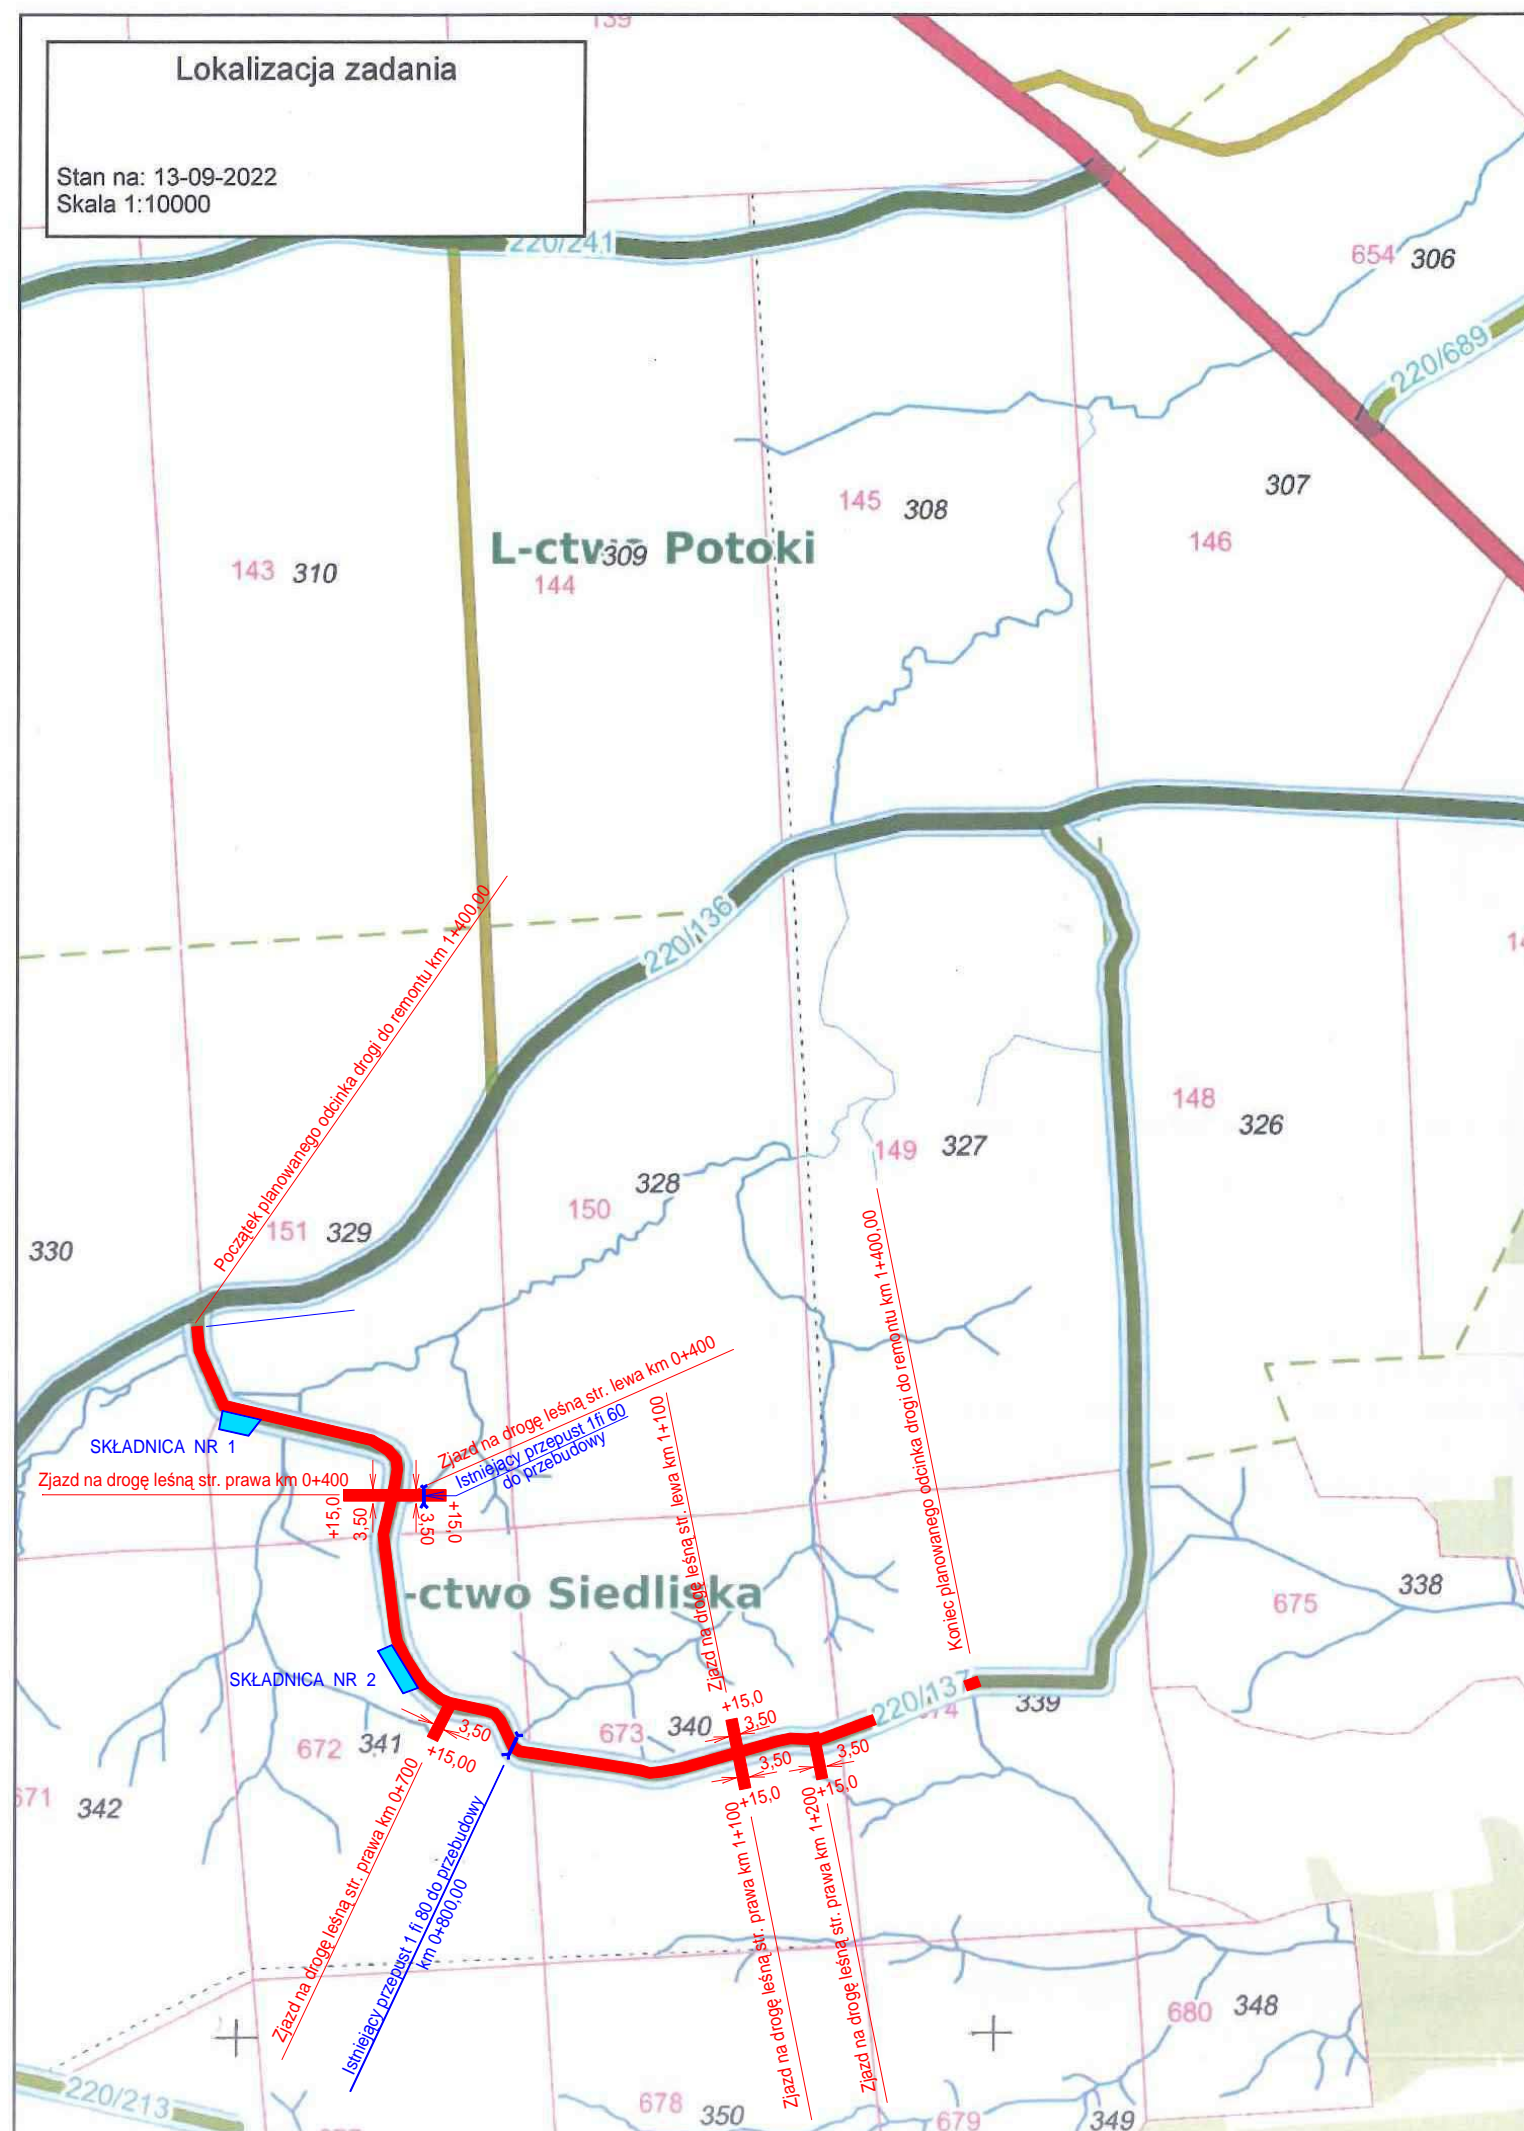 139
Lokalizacja zadania
Stan na: 13-09-2022
Skala 1:10000
220/241
654 306
220/689
307
145 308
146
L-ctw Potoki
309
143 310
144
220/136
Początek planowanego odcinka drogi do remontu km 1+400,00
148
326
149 327
328
150
151 329
330
Koniec planowanego odcinka drogi do remontu km 1+400,00
Zjazd na drogę leśną str. lewa km 0+400
Istniejący przepust 1fi 60
do przebudowy
Zjazd na drogę leśną str. lewa km 1+100
SKŁADNICA NR 1
Zjazd na drogę leśną str. prawa km 0+400
+15,0
3,50
3,50
+15,0
-ctwo Siedliska
338
675
SKŁADNICA NR 2
220/137
339
+15,0
3,50
340
673
3,50
+15,00
341
672
3,50
+15,0
3,50
+15,0
671
342
Zjazd na drogę leśną str. prawa km 0+700
Istniejący przepust 1 fi 80 do przebudowy
km 0+800,00
Zjazd na drogę leśną str. prawa km 1+100
Zjazd na drogę leśną str. prawa km 1+200
680 348
220/213
678 350
679 349